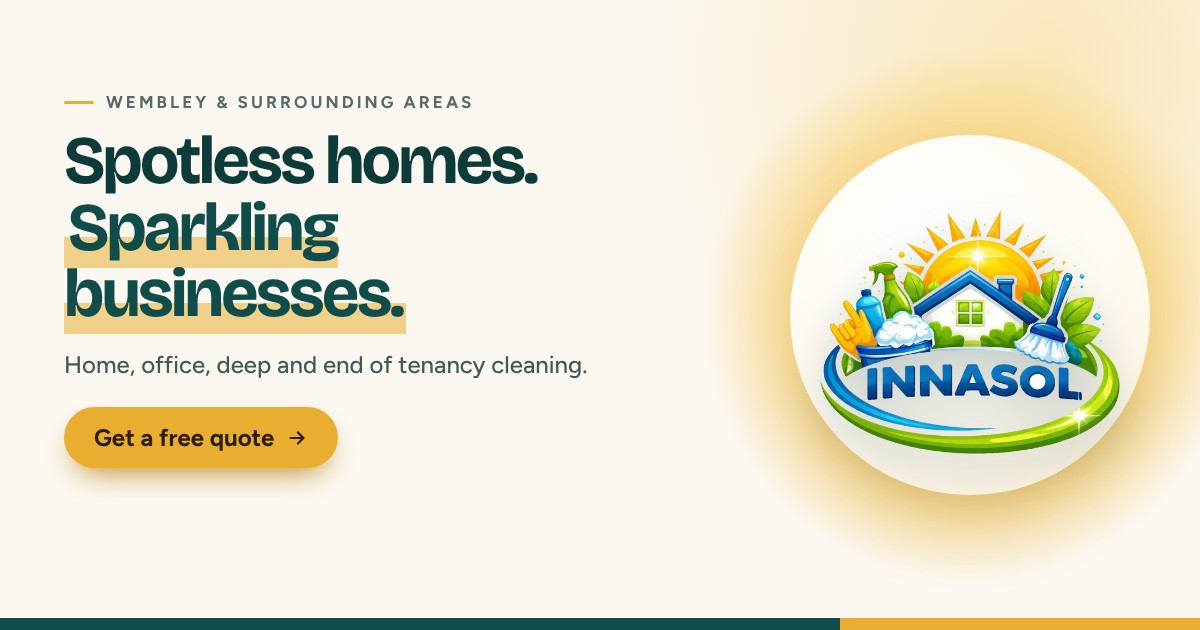 WEMBLEY & SURROUNDING AREAS
Spotless homes.
Sparkling
businesses.
Home, office, deep and end of tenancy cleaning.
Get a free quote →
INNASOL